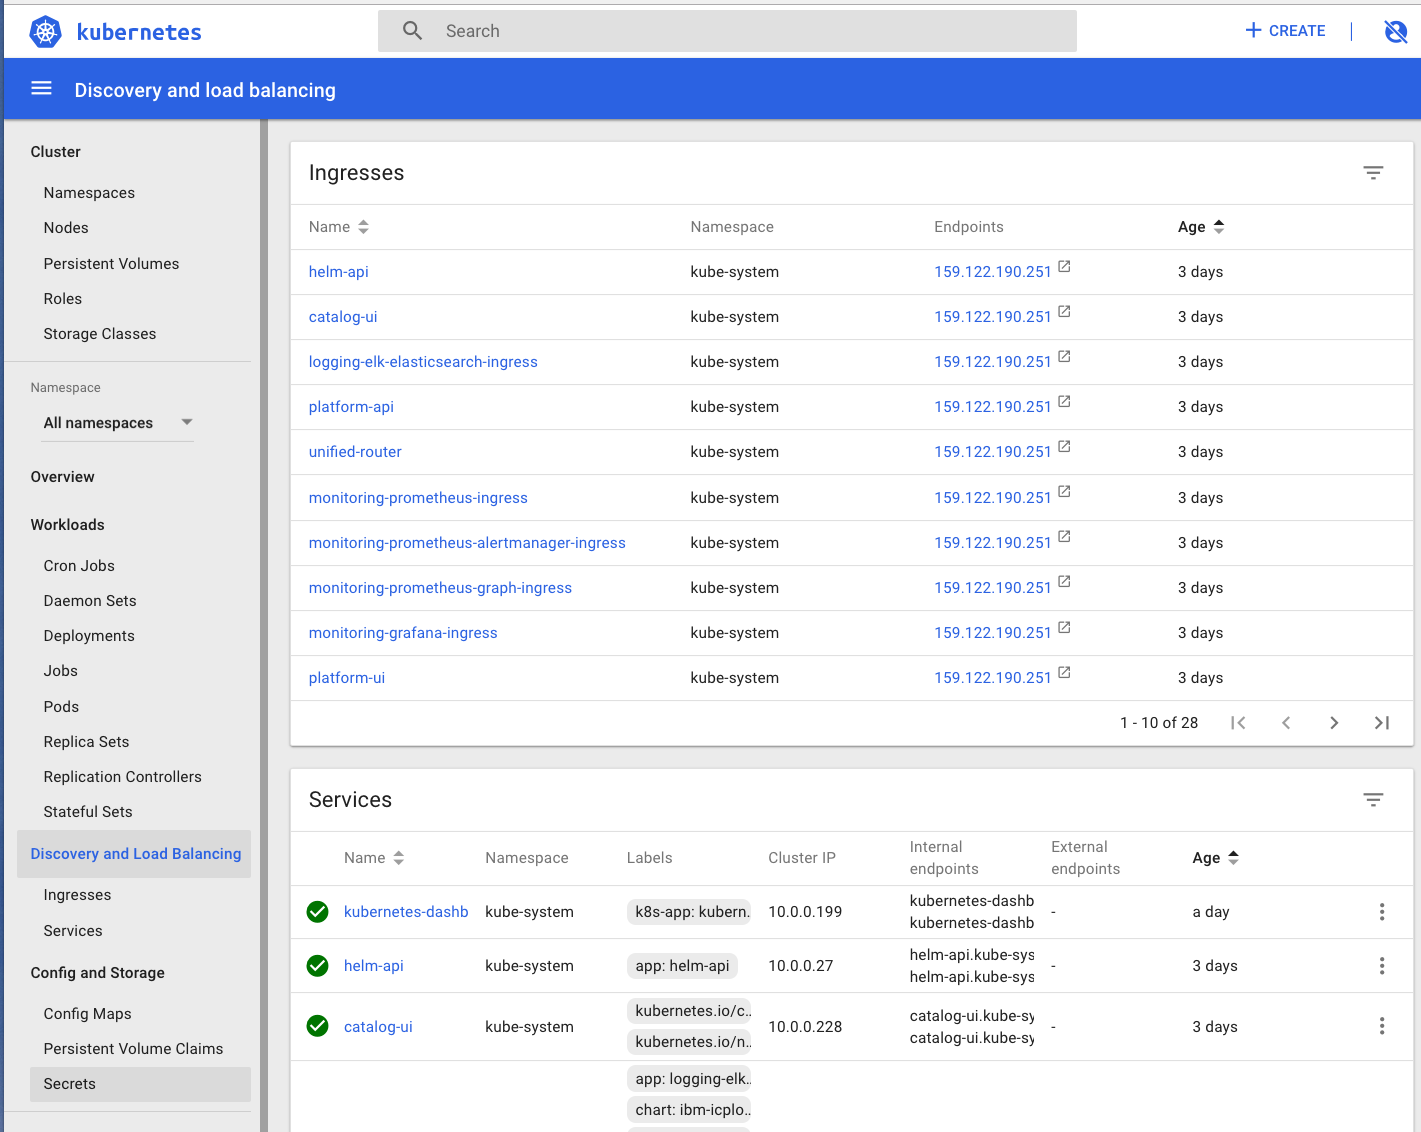 kubernetes
Search
CREATE
Discovery and load balancing
Cluster
Namespaces
Nodes
Persistent Volumes
Roles
Storage Classes
Namespace
All namespaces
Overview
Workloads
Cron Jobs
Daemon Sets
Deployments
Jobs
Pods
Replica Sets
Replication Controllers
Stateful Sets
Discovery and Load Balancing
Ingresses
Services
Config and Storage
Config Maps
Persistent Volume Claims
Secrets
Ingresses
Name Namespace Endpoints Age
helm-api kube-system 159.122.190.251 3 days
catalog-ui kube-system 159.122.190.251 3 days
logging-elk-elasticsearch-ingress kube-system 159.122.190.251 3 days
platform-api kube-system 159.122.190.251 3 days
unified-router kube-system 159.122.190.251 3 days
monitoring-prometheus-ingress kube-system 159.122.190.251 3 days
monitoring-prometheus-alertmanager-ingress kube-system 159.122.190.251 3 days
monitoring-prometheus-graph-ingress kube-system 159.122.190.251 3 days
monitoring-grafana-ingress kube-system 159.122.190.251 3 days
platform-ui kube-system 159.122.190.251 3 days
1 - 10 of 28
Services
Name Namespace Labels Cluster IP Internal endpoints External endpoints Age
kubernetes-dashb kube-system k8s-app: kubern.. 10.0.0.199 kubernetes-dashb - a day
kubernetes-dashb
helm-api kube-system app: helm-api 10.0.0.27 helm-api.kube-sys - 3 days
helm-api.kube-sys
catalog-ui kube-system kubernetes.io/c.. 10.0.0.228 catalog-ui.kube-sy - 3 days
kubernetes.io/n.. catalog-ui.kube-sy
app: logging-elk..
chart: ibm-icplo..